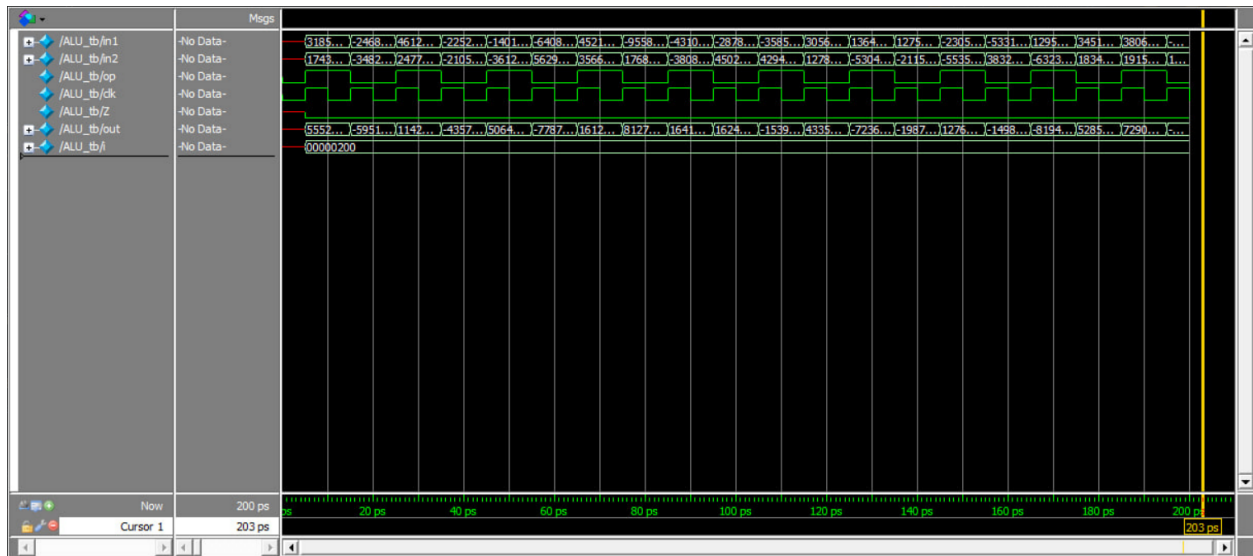 Msgs
/ALU_tb/in1 -No Data- 3185... -2468... 4612... -2252... -1401... -6408... 4521... -9558... -4310... -2878... -3585... 3056... 1364... 1275... -2305... -5331... 1295... 3451... 3806... -...
/ALU_tb/in2 -No Data- 1743... -3482... 2477... -2105... -3612... 5629... 3566... 1768... -3808... 4502... 4294... 1278... -5304... -2115... -5535... 3832... -6323... 1834... 1915... 1...
/ALU_tb/op -No Data-
/ALU_tb/clk -No Data-
/ALU_tb/Z -No Data-
/ALU_tb/out -No Data- 5552... -5951... 1142... -4357... 5064... -7787... 1612... 8127... 1641... 1624... -1539... 4335... -7236... -1987... 1276... -1498... -8194... 5285... 7290... -...
/ALU_tb/i -No Data- 00000200
Now 200 ps ps 20 ps 40 ps 60 ps 80 ps 100 ps 120 ps 140 ps 160 ps 180 ps 200 ps
Cursor 1 203 ps 203 ps